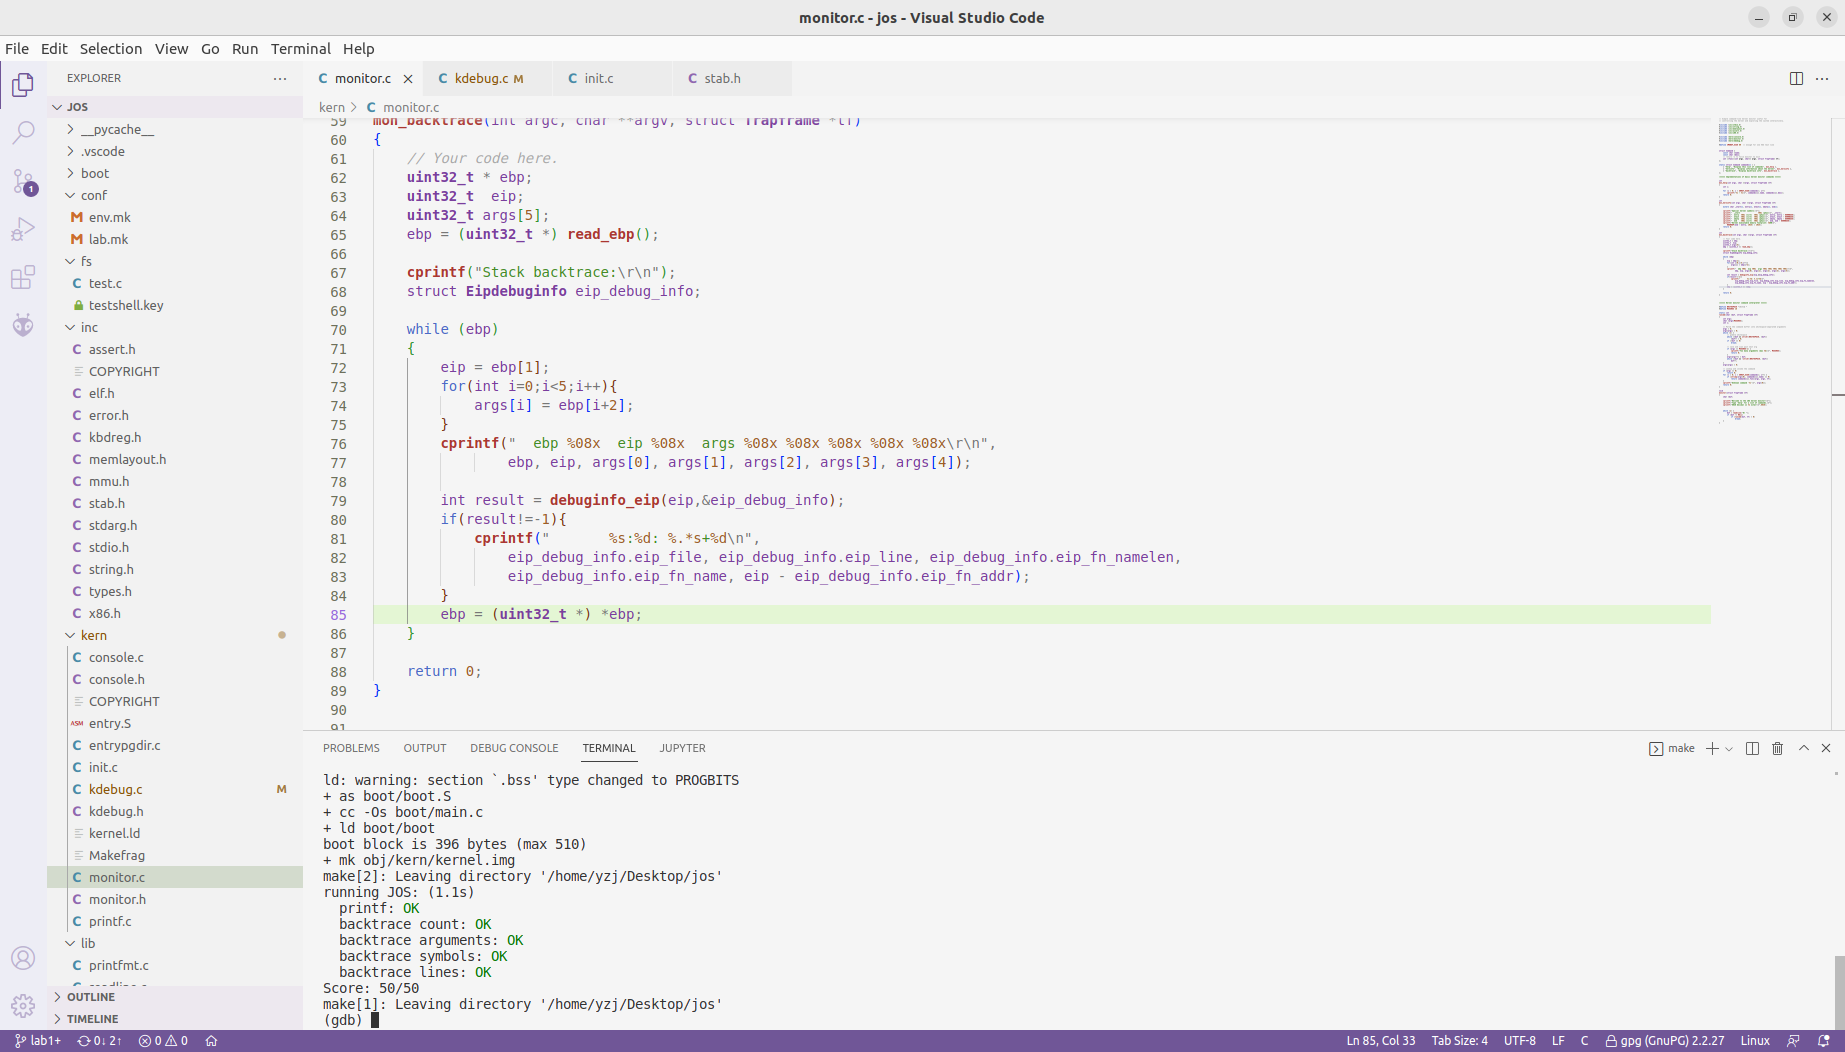 monitor.c - jos - Visual Studio Code
File Edit Selection View Go Run Terminal Help
EXPLORER
JOS
__pycache__
.vscode
boot
conf
env.mk
lab.mk
fs
test.c
testshell.key
inc
assert.h
COPYRIGHT
elf.h
error.h
kbdreg.h
memlayout.h
mmu.h
stab.h
stdarg.h
stdio.h
string.h
types.h
x86.h
kern
console.c
console.h
COPYRIGHT
entry.S
entrypgdir.c
init.c
kdebug.c M
kdebug.h
kernel.ld
Makefrag
monitor.c
monitor.h
printf.c
lib
printfmt.c
readline.c
OUTLINE
TIMELINE
monitor.c kdebug.c M init.c stab.h
kern > monitor.c
59 mon_backtrace(int argc, char **argv, struct Trapframe *tf)
60 {
61 // Your code here.
62 uint32_t * ebp;
63 uint32_t  eip;
64 uint32_t args[5];
65 ebp = (uint32_t *) read_ebp();
66
67 cprintf("Stack backtrace:\r\n");
68 struct Eipdebuginfo eip_debug_info;
69
70 while (ebp)
71 {
72 eip = ebp[1];
73 for(int i=0;i<5;i++){
74 args[i] = ebp[i+2];
75 }
76 cprintf("  ebp %08x  eip %08x  args %08x %08x %08x %08x %08x\r\n",
77 ebp, eip, args[0], args[1], args[2], args[3], args[4]);
78
79 int result = debuginfo_eip(eip,&eip_debug_info);
80 if(result!=-1){
81 cprintf("       %s:%d: %.*s+%d\n",
82 eip_debug_info.eip_file, eip_debug_info.eip_line, eip_debug_info.eip_fn_namelen,
83 eip_debug_info.eip_fn_name, eip - eip_debug_info.eip_fn_addr);
84 }
85 ebp = (uint32_t *) *ebp;
86 }
87
88 return 0;
89 }
90
91
PROBLEMS OUTPUT DEBUG CONSOLE TERMINAL JUPYTER make
ld: warning: section `.bss' type changed to PROGBITS
+ as boot/boot.S
+ cc -Os boot/main.c
+ ld boot/boot
boot block is 396 bytes (max 510)
+ mk obj/kern/kernel.img
make[2]: Leaving directory '/home/yzj/Desktop/jos'
running JOS: (1.1s)
printf: OK
backtrace count: OK
backtrace arguments: OK
backtrace symbols: OK
backtrace lines: OK
Score: 50/50
make[1]: Leaving directory '/home/yzj/Desktop/jos'
(gdb)
lab1+ 0↓ 2↑ 0 0 Ln 85, Col 33 Tab Size: 4 UTF-8 LF C gpg (GnuPG) 2.2.27 Linux